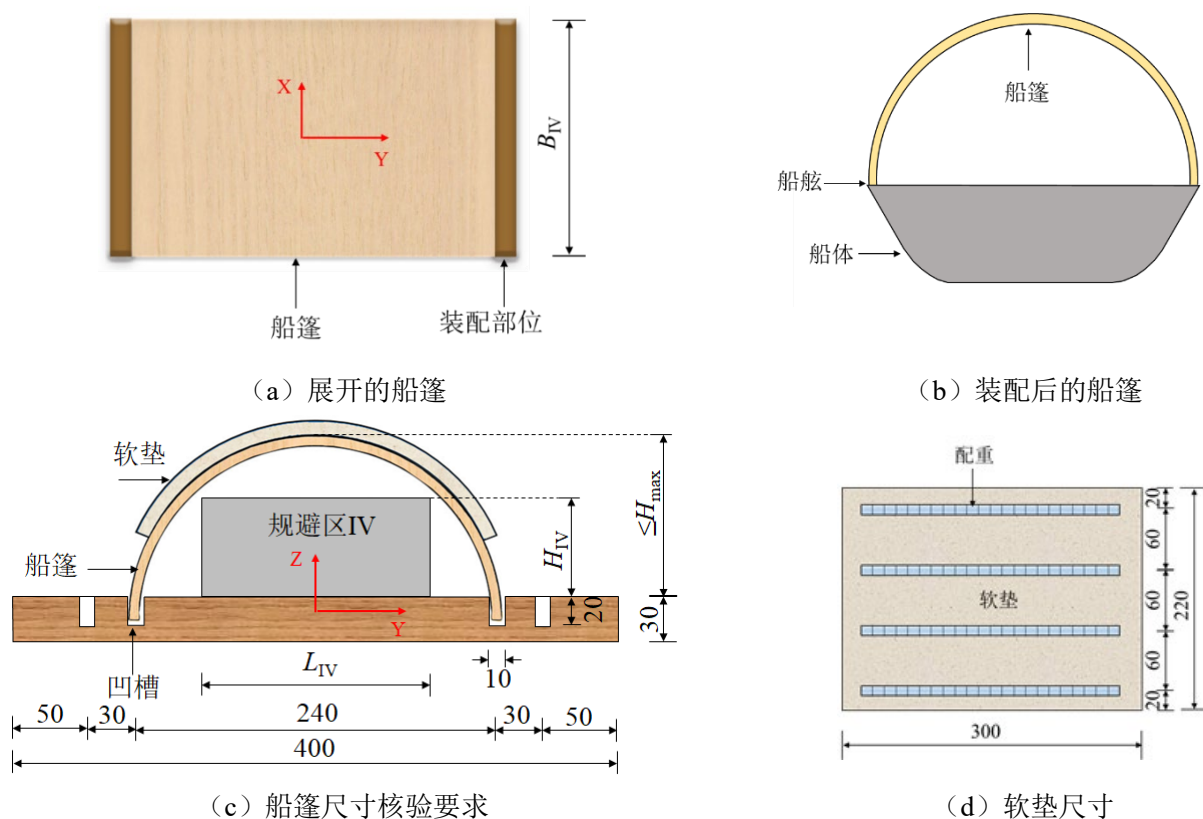 X
Y
B_IV
船篷
装配部位
(a)展开的船篷
船篷
船舷
船体
(b)装配后的船篷
软垫
船篷
规避区IV
Z
Y
H_IV
≤H_max
20
30
凹槽
L_IV
10
50
30
240
30
50
400
(c)船篷尺寸核验要求
配重
软垫
20
60
60
60
20
220
300
(d)软垫尺寸